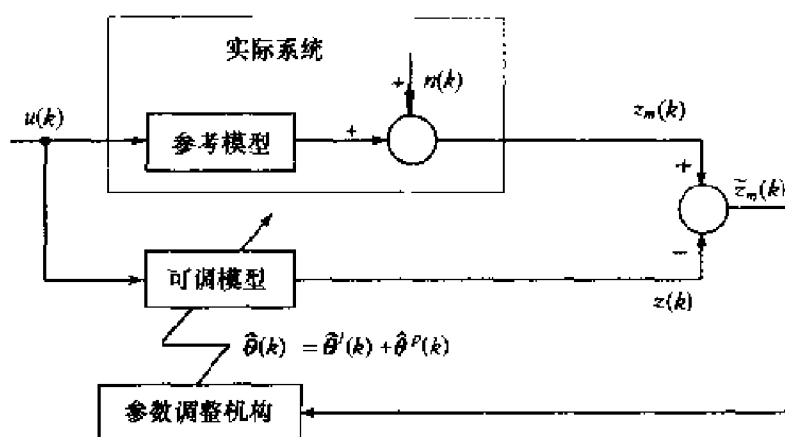 实际系统
+ n(k)
u(k)
参考模型
+
z_m(k)
+
z̃_m(k)
−
可调模型
z(k)
θ̂(k) = θ̂^I(k) + θ̂^p(k)
参数调整机构